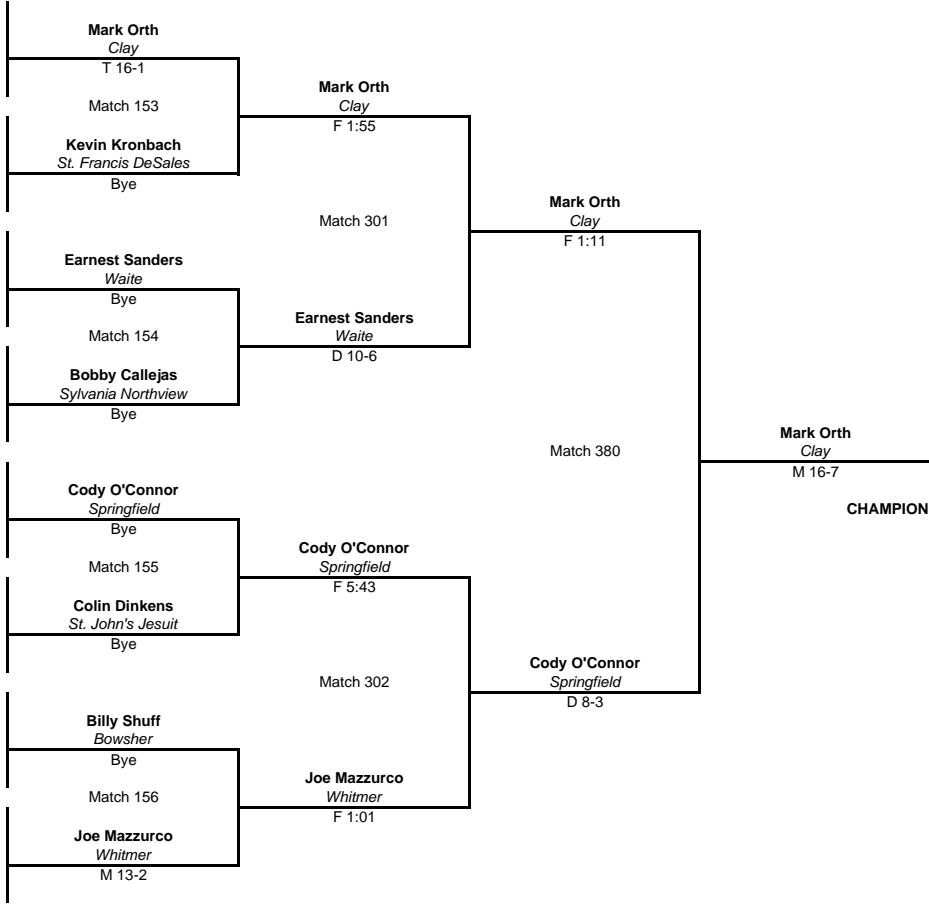 Mark Orth
Clay
T 16-1
Match 153
Kevin Kronbach
St. Francis DeSales
Bye
Earnest Sanders
Waite
Bye
Match 154
Bobby Callejas
Sylvania Northview
Bye
Cody O'Connor
Springfield
Bye
Match 155
Colin Dinkens
St. John's Jesuit
Bye
Billy Shuff
Bowsher
Bye
Match 156
Joe Mazzurco
Whitmer
M 13-2
Mark Orth
Clay
F 1:55
Match 301
Earnest Sanders
Waite
D 10-6
Cody O'Connor
Springfield
F 5:43
Match 302
Joe Mazzurco
Whitmer
F 1:01
Mark Orth
Clay
F 1:11
Match 380
Cody O'Connor
Springfield
D 8-3
Mark Orth
Clay
M 16-7
CHAMPION